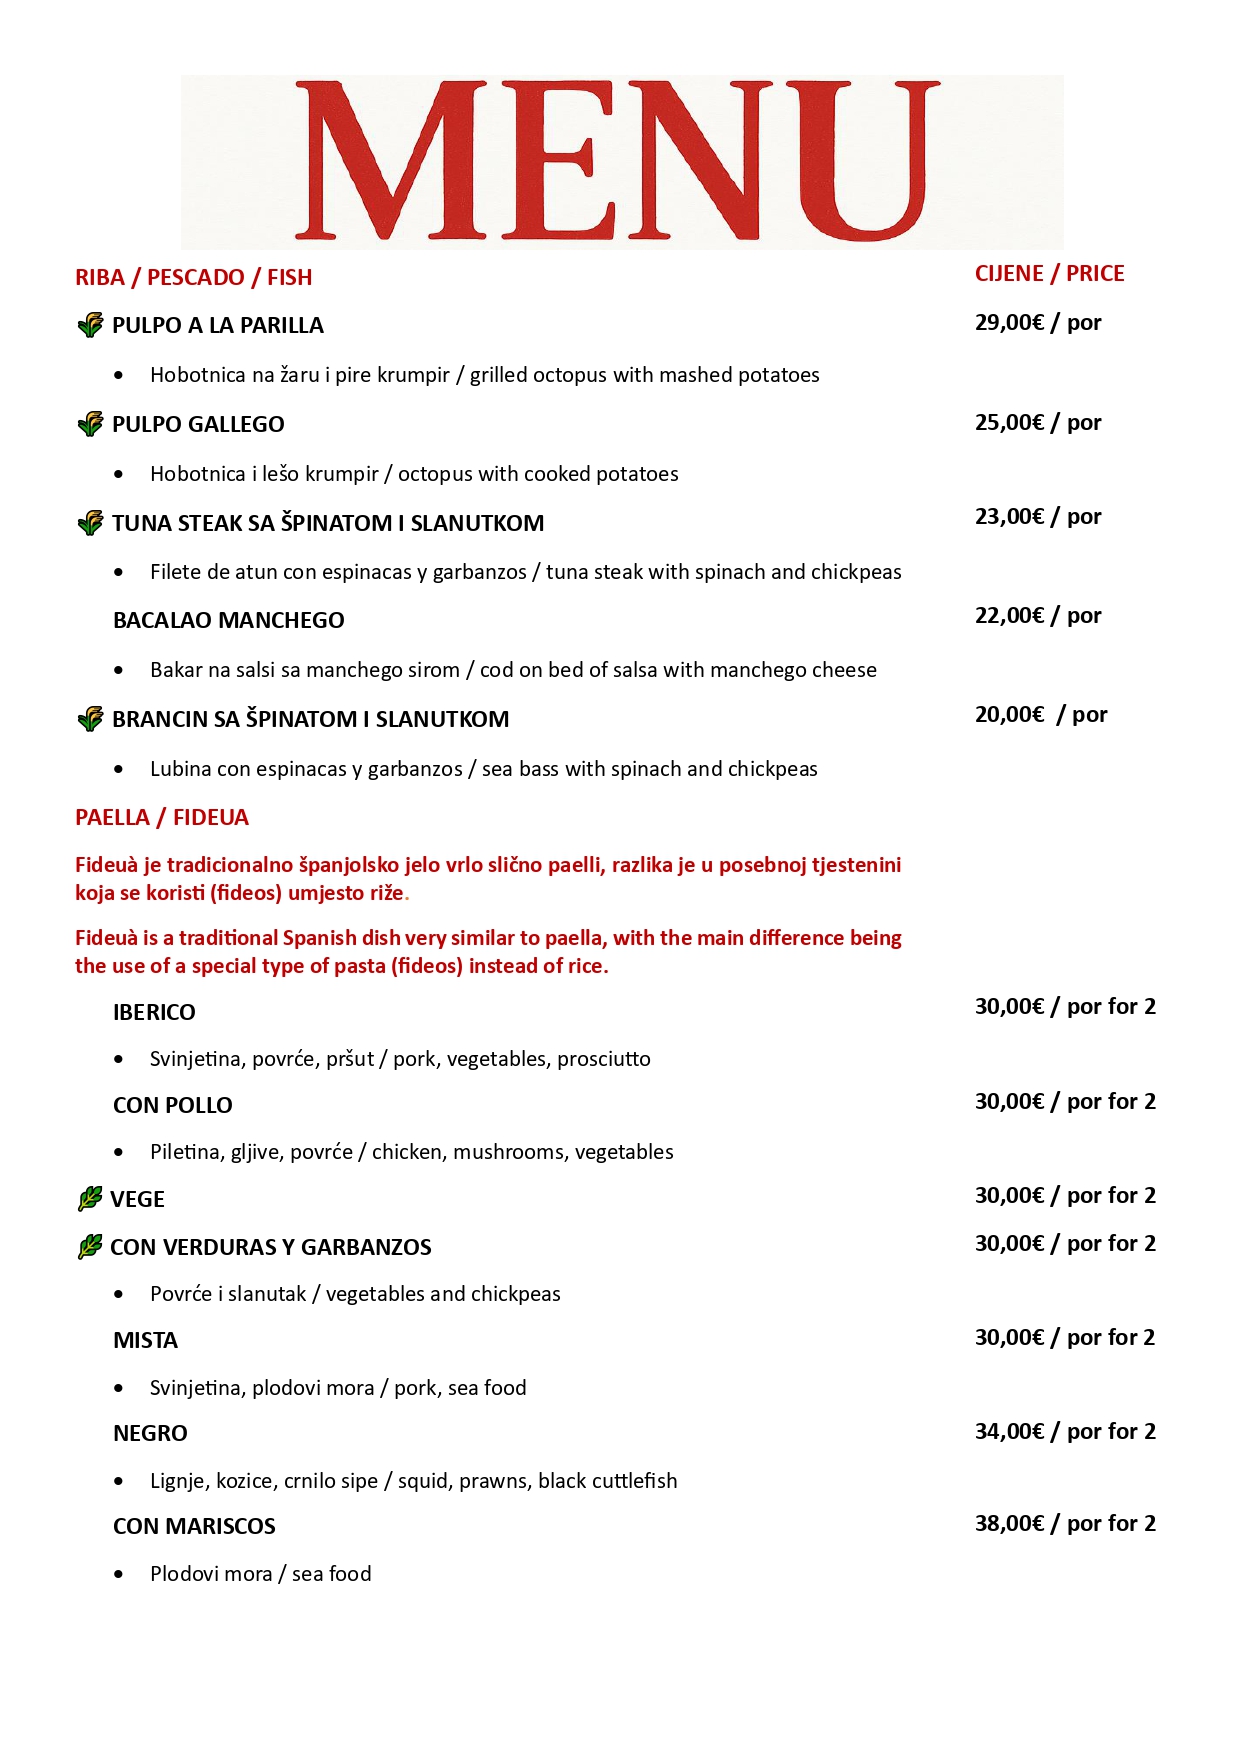 MENU
RIBA / PESCADO / FISH
CIJENE / PRICE
PULPO A LA PARILLA
29,00€ / por
• Hobotnica na žaru i pire krumpir / grilled octopus with mashed potatoes
PULPO GALLEGO
25,00€ / por
• Hobotnica i lešo krumpir / octopus with cooked potatoes
TUNA STEAK SA ŠPINATOM I SLANUTKOM
23,00€ / por
• Filete de atun con espinacas y garbanzos / tuna steak with spinach and chickpeas
BACALAO MANCHEGO
22,00€ / por
• Bakar na salsi sa manchego sirom / cod on bed of salsa with manchego cheese
BRANCIN SA ŠPINATOM I SLANUTKOM
20,00€ / por
• Lubina con espinacas y garbanzos / sea bass with spinach and chickpeas
PAELLA / FIDEUA
Fideuà je tradicionalno španjolsko jelo vrlo slično paelli, razlika je u posebnoj tjestenini
koja se koristi (fideos) umjesto riže.
Fideuà is a traditional Spanish dish very similar to paella, with the main difference being
the use of a special type of pasta (fideos) instead of rice.
IBERICO
30,00€ / por for 2
• Svinjetina, povrće, pršut / pork, vegetables, prosciutto
CON POLLO
30,00€ / por for 2
• Piletina, gljive, povrće / chicken, mushrooms, vegetables
VEGE
30,00€ / por for 2
CON VERDURAS Y GARBANZOS
30,00€ / por for 2
• Povrće i slanutak / vegetables and chickpeas
MISTA
30,00€ / por for 2
• Svinjetina, plodovi mora / pork, sea food
NEGRO
34,00€ / por for 2
• Lignje, kozice, crnilo sipe / squid, prawns, black cuttlefish
CON MARISCOS
38,00€ / por for 2
• Plodovi mora / sea food